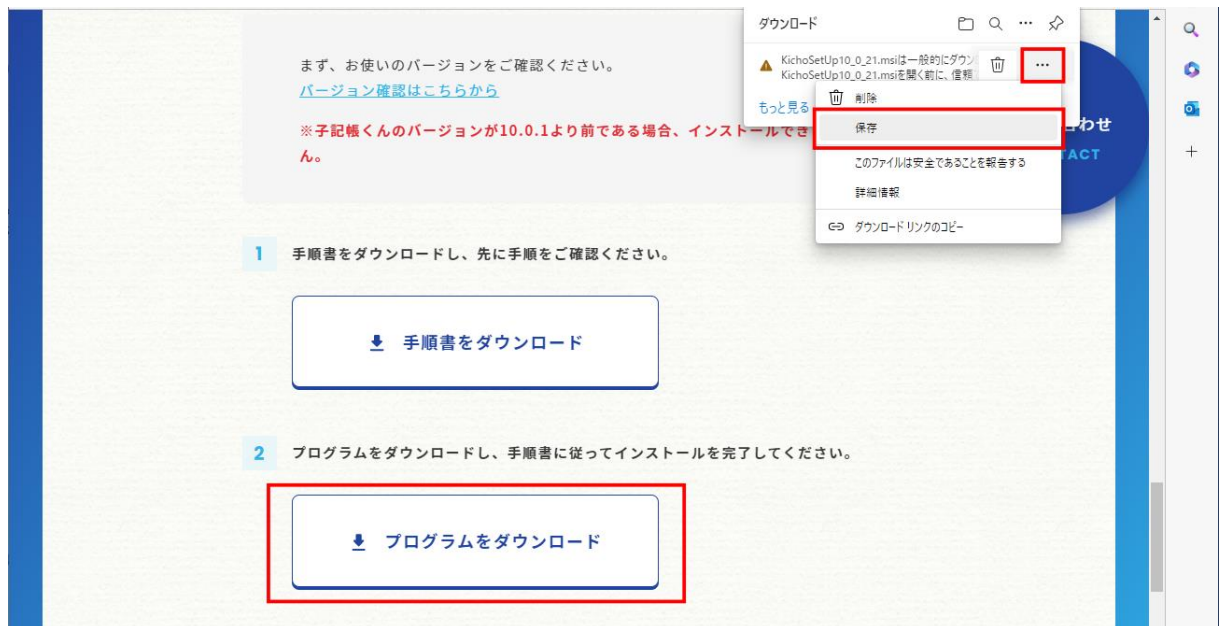 ダウンロード
KichoSetUp10_0_21.msiは一般的にダウン
KichoSetUp10_0_21.msiを開く前に、信頼
もっと見る
削除
保存
このファイルは安全であることを報告する
詳細情報
ダウンロード リンクのコピー
わせ
TACT
まず、お使いのバージョンをご確認ください。
バージョン確認はこちらから
※子記帳くんのバージョンが10.0.1より前である場合、インストールでき
ん。
1 手順書をダウンロードし、先に手順をご確認ください。
手順書をダウンロード
2 プログラムをダウンロードし、手順書に従ってインストールを完了してください。
プログラムをダウンロード